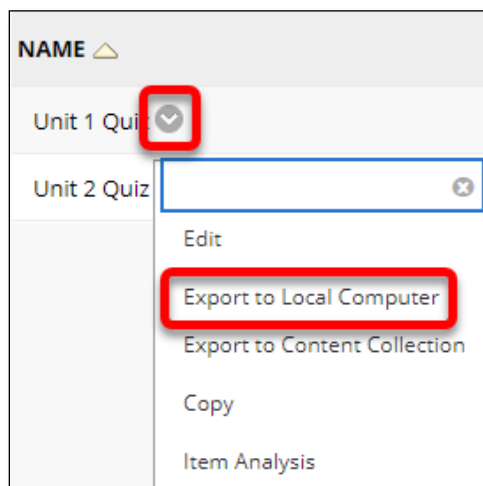 NAME
Unit 1 Quiz
Unit 2 Quiz
Edit
Export to Local Computer
Export to Content Collection
Copy
Item Analysis